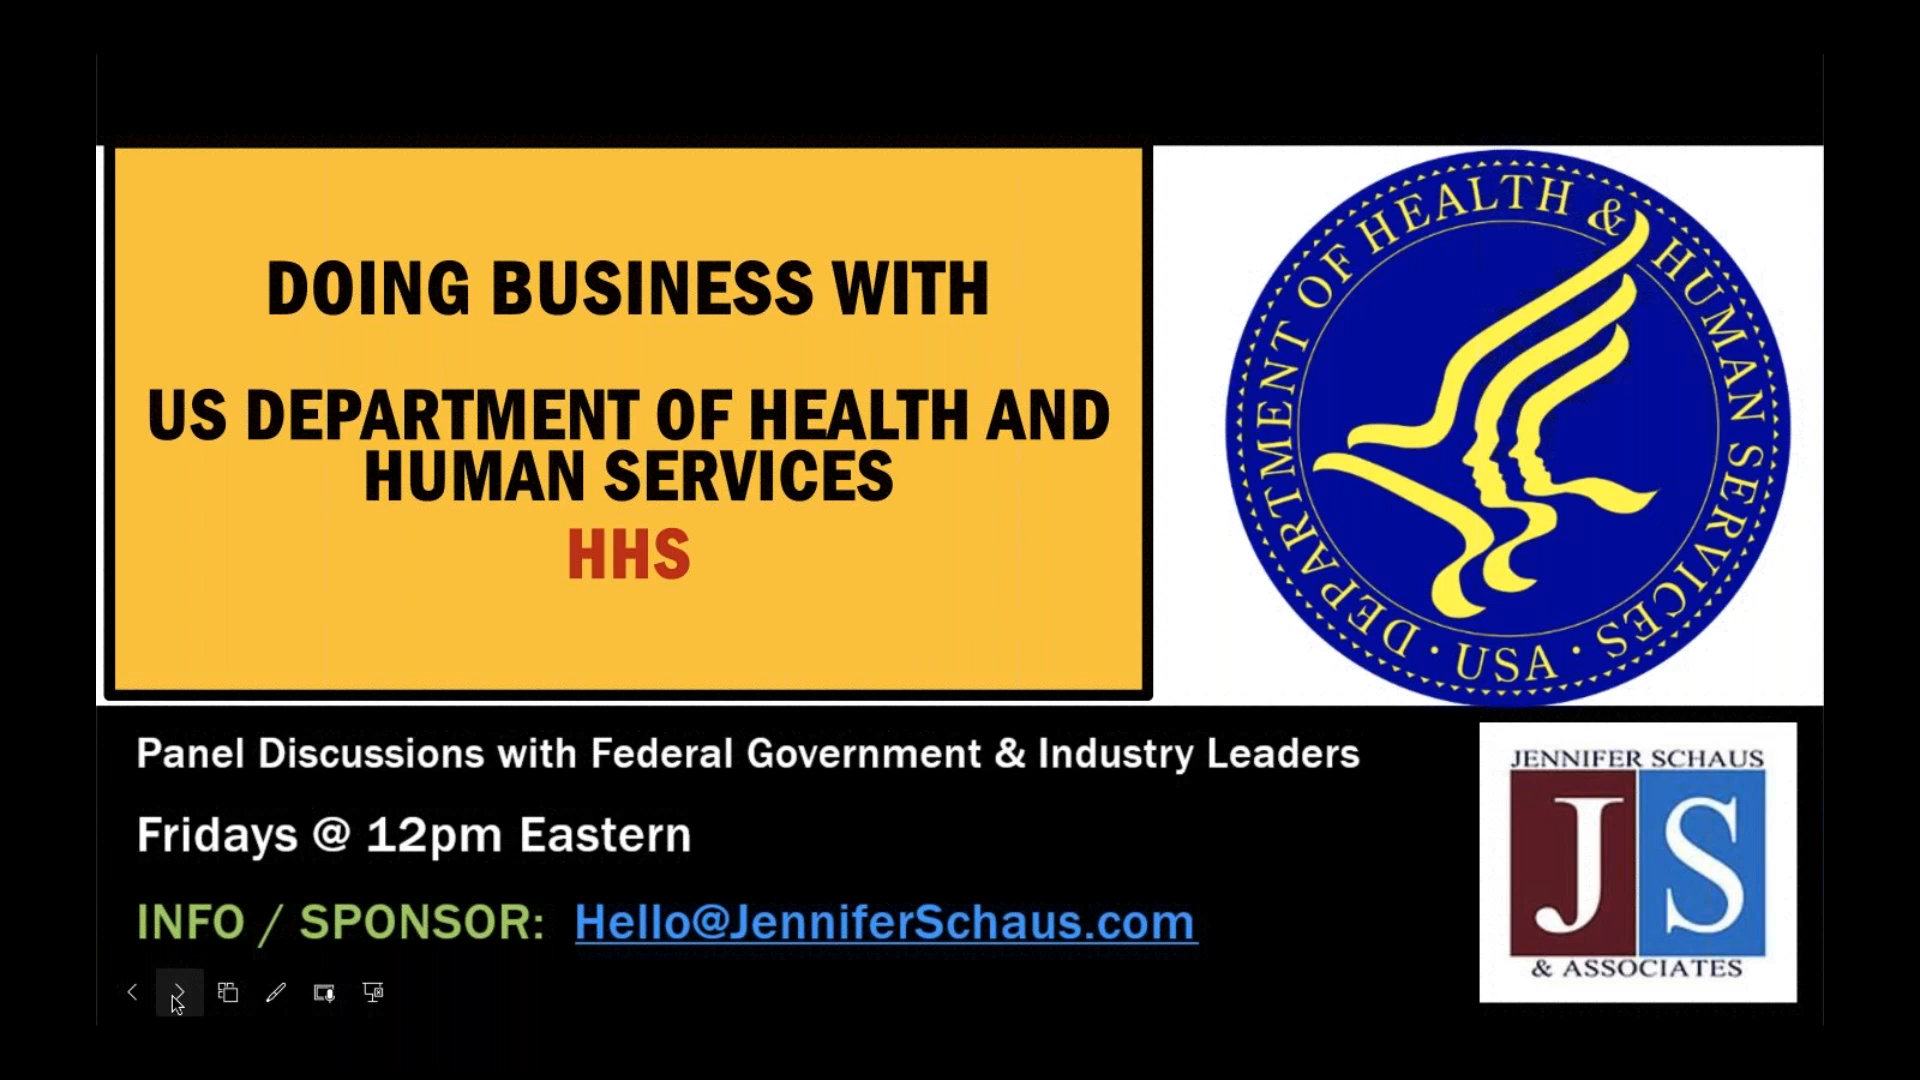 DOING BUSINESS WITH
US DEPARTMENT OF HEALTH AND
HUMAN SERVICES
HHS
DEPARTMENT OF HEALTH & HUMAN SERVICES · USA ·
Panel Discussions with Federal Government & Industry Leaders
Fridays @ 12pm Eastern
INFO / SPONSOR: Hello@JenniferSchaus.com
JENNIFER SCHAUS
JS
& ASSOCIATES